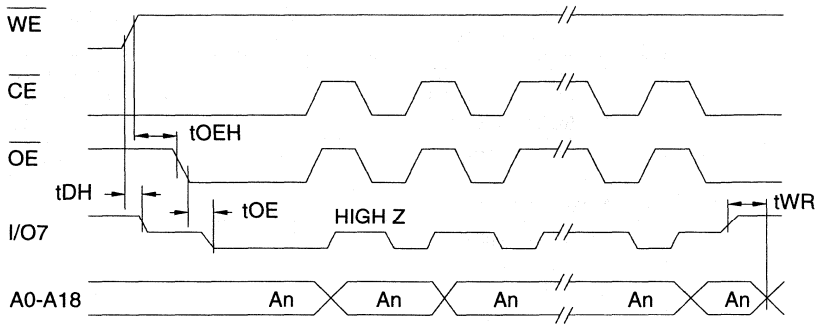 WE
CE
tOEH
OE
tDH
tOE
HIGH Z
tWR
I/O7
A0-A18 An An An An An